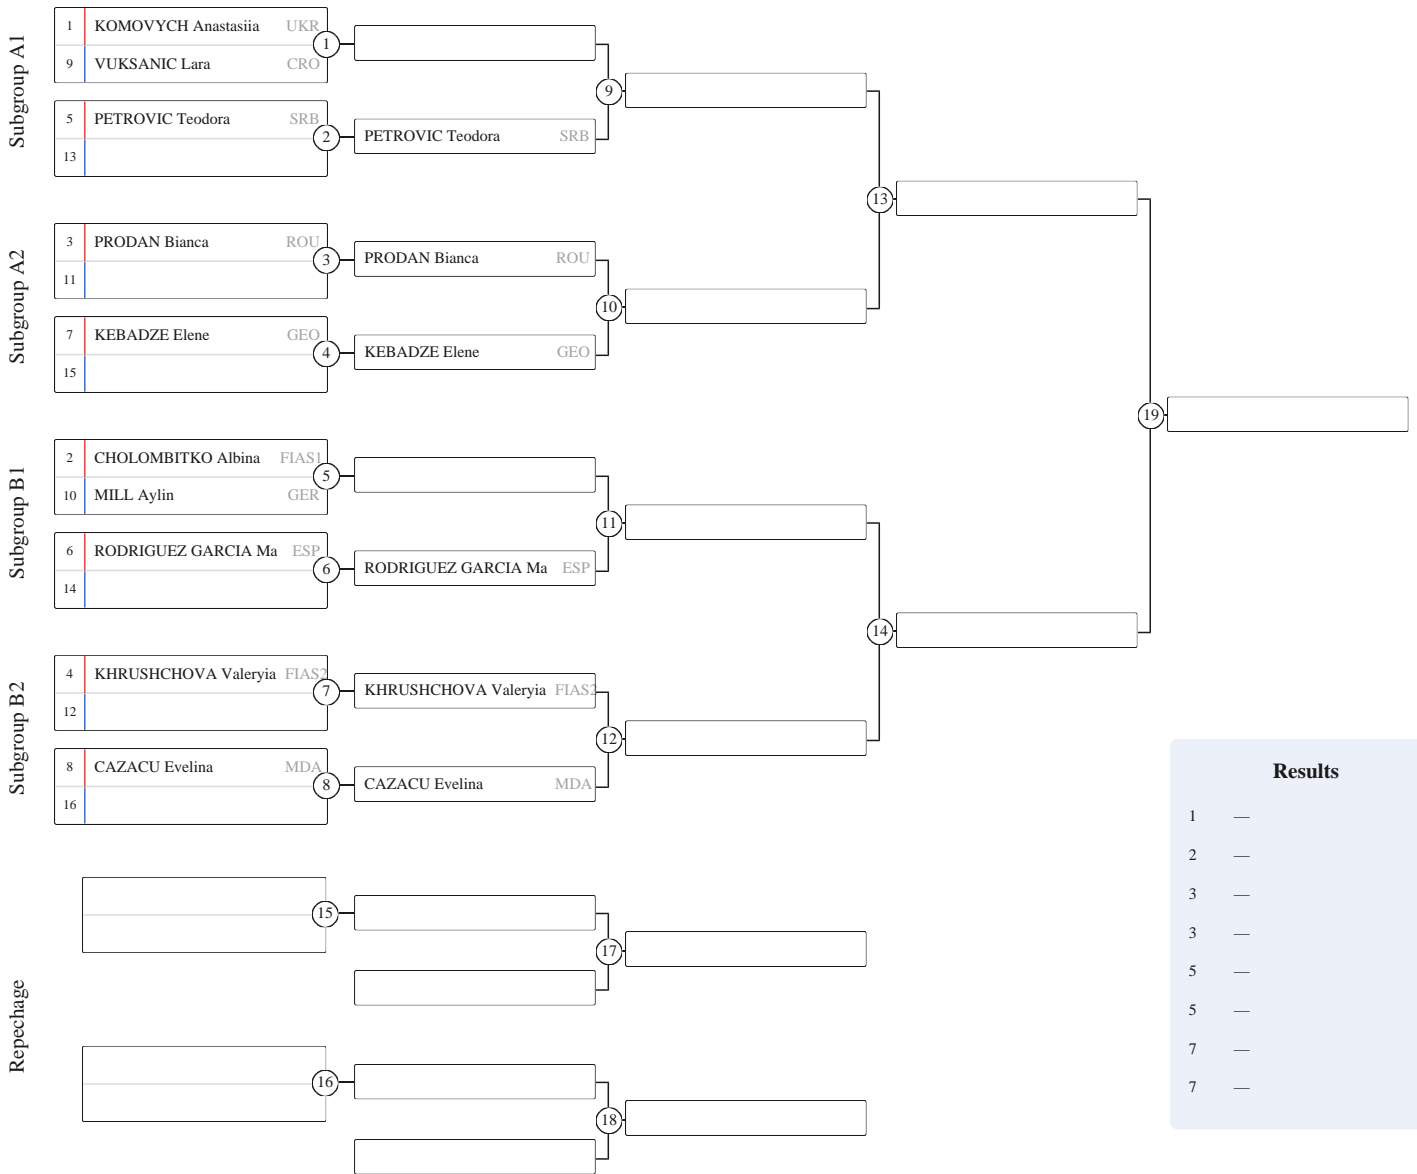 Subgroup A1
1 KOMOVYCH Anastasiia UKR
9 VUKSANIC Lara CRO
1
5 PETROVIC Teodora SRB
13
2
PETROVIC Teodora SRB
9
Subgroup A2
3 PRODAN Bianca ROU
11
3
PRODAN Bianca ROU
7 KEBADZE Elene GEO
15
4
KEBADZE Elene GEO
10
13
Subgroup B1
2 CHOLOMBITKO Albina FIAS1
10 MILL Aylin GER
5
6 RODRIGUEZ GARCIA Ma ESP
14
6
RODRIGUEZ GARCIA Ma ESP
11
Subgroup B2
4 KHRUSHCHOVA Valeryia FIAS2
12
7
KHRUSHCHOVA Valeryia FIAS2
8 CAZACU Evelina MDA
16
8
CAZACU Evelina MDA
12
14
19
Repechage
15
17
16
18
Results
1 —
2 —
3 —
3 —
5 —
5 —
7 —
7 —